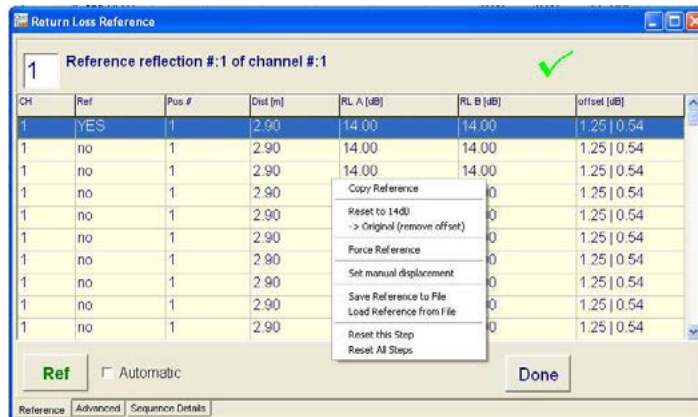 Return Loss Reference
1 Reference reflection #:1 of channel #:1
CH Ref Pos # Dist [m] RL A [dB] RL B [dB] offset [dB]
1 YES 1 2.90 14.00 14.00 1.25 | 0.54
1 no 1 2.90 14.00 14.00 1.25 | 0.54
1 no 1 2.90 14.00 14.00 1.25 | 0.54
1 no 1 2.90 1.25 | 0.54
1 no 1 2.90 1.25 | 0.54
1 no 1 2.90 1.25 | 0.54
1 no 1 2.90 1.25 | 0.54
1 no 1 2.90 1.25 | 0.54
1 no 1 2.90 1.25 | 0.54
1 no 1 2.90 1.25 | 0.54
Copy Reference
Reset to 14dB
-> Original (remove offset)
Force Reference
Set manual displacement
Save Reference to File
Load Reference from File
Reset this Step
Reset All Steps
Ref Automatic Done
Reference Advanced Sequence Details